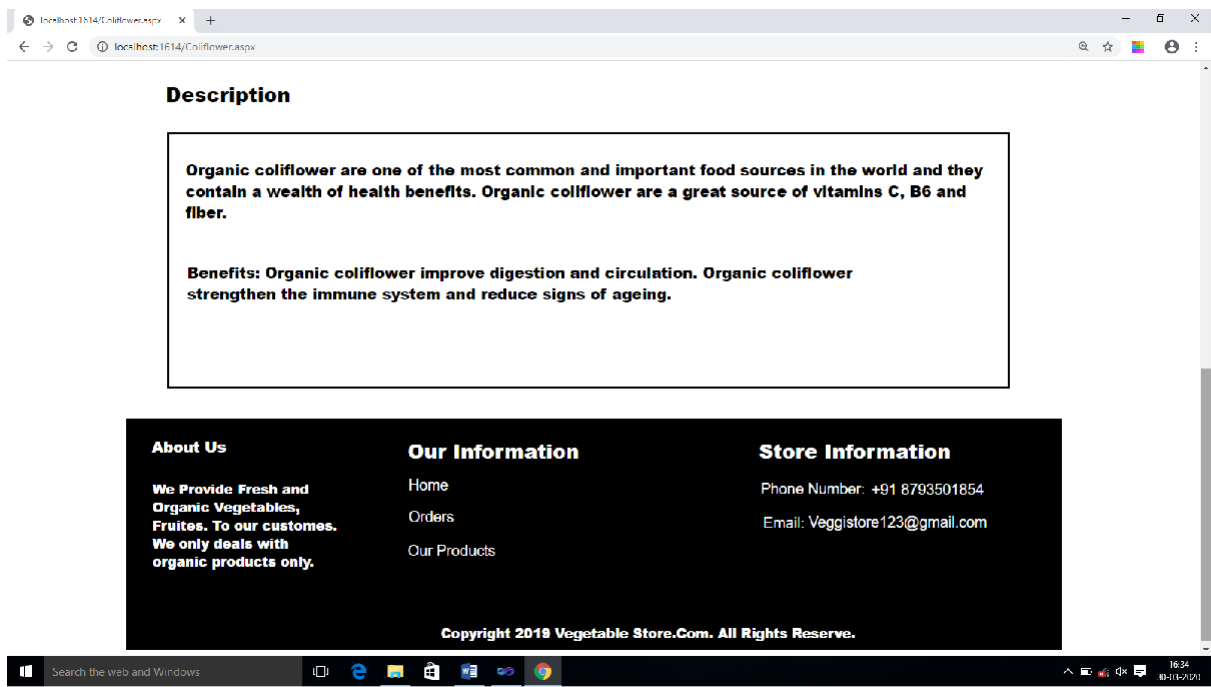 localhost:1614/Coliflower.aspx
localhost:1614/Coliflower.aspx
Description
Organic coliflower are one of the most common and important food sources in the world and they
contain a wealth of health benefits. Organic coliflower are a great source of vitamins C, B6 and
fiber.
Benefits: Organic coliflower improve digestion and circulation. Organic coliflower
strengthen the immune system and reduce signs of ageing.
About Us
We Provide Fresh and
Organic Vegetables,
Fruites. To our customes.
We only deals with
organic products only.
Our Information
Home
Orders
Our Products
Store Information
Phone Number: +91 8793501854
Email: Veggistore123@gmail.com
Copyright 2019 Vegetable Store.Com. All Rights Reserve.
Search the web and Windows
16:34
30-03-2020